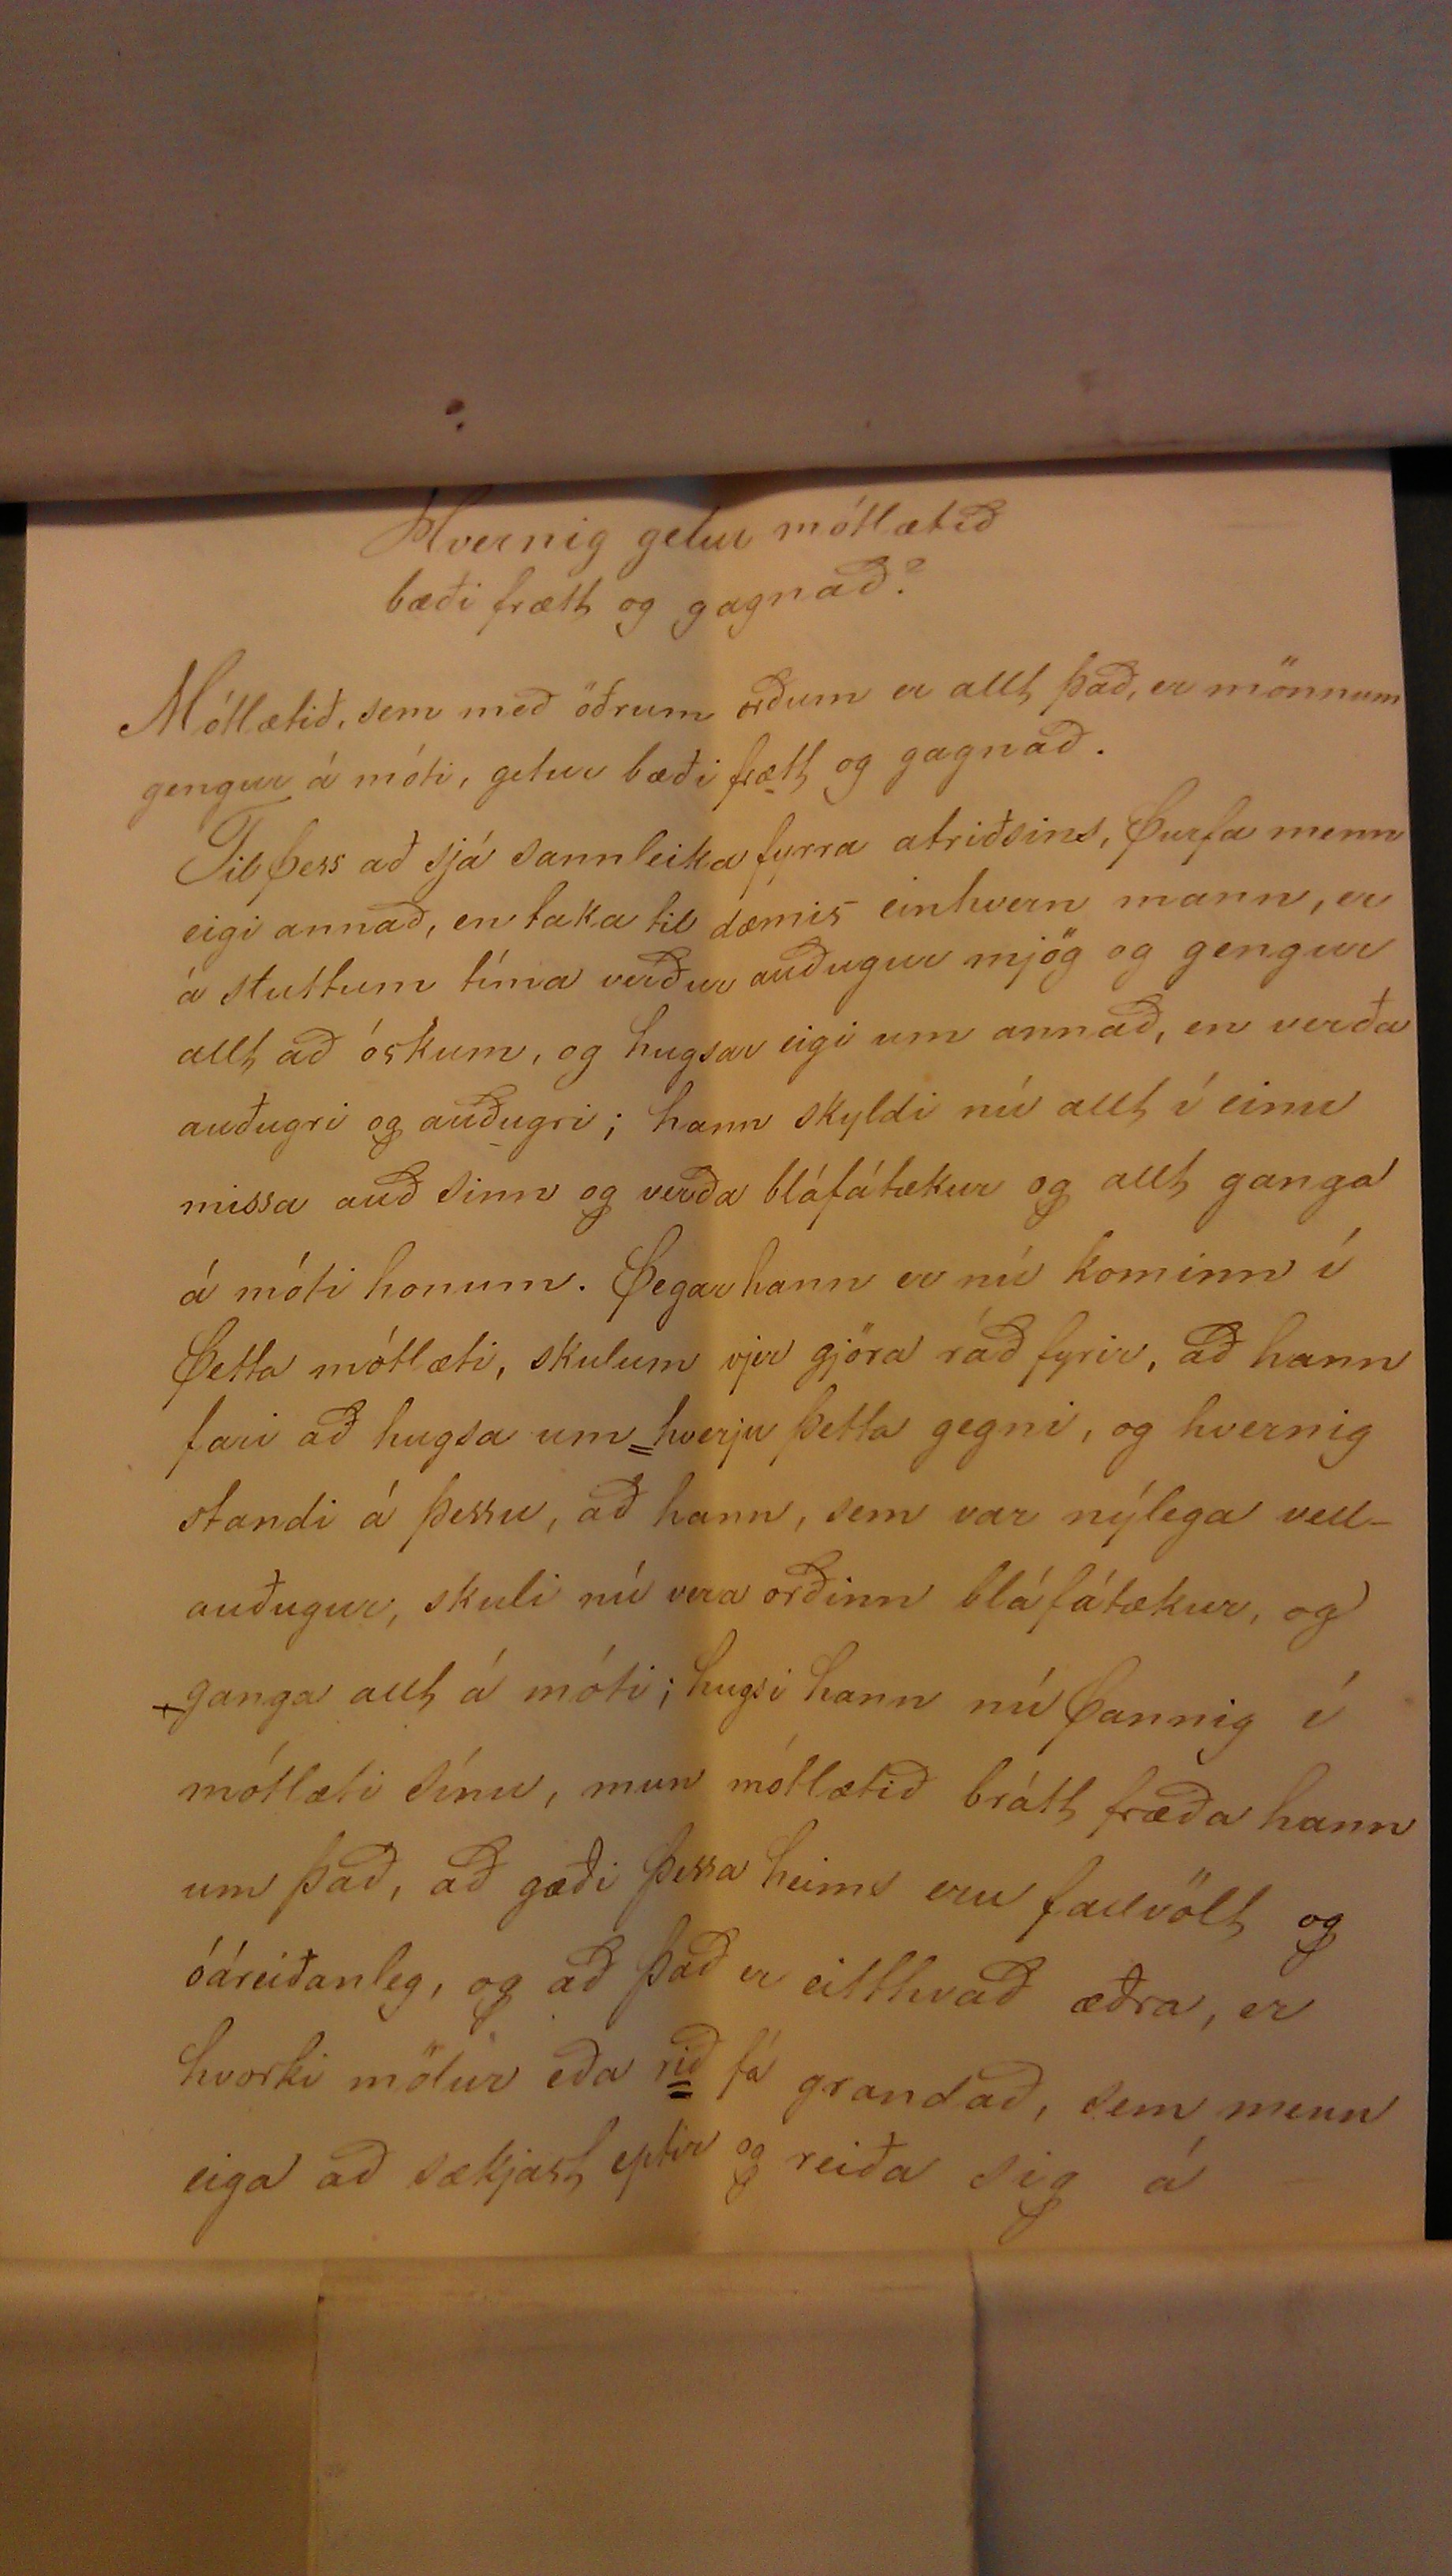 Hvernig getur mótlætið
bæði frætt og gagnað?
Mótlætið, sem með öðrum orðum er allt það, er mönnum
gengur á móti, getur bæði frætt og gagnað.
Til þess að sjá sannleika fyrra atriðsins, þurfa menn
eigi annað, en taka til dæmis einhvern mann, er
á stuttum tíma verður auðugur mjög og gengur
allt að óskum, og hugsar eigi um annað, en verða
auðugri og auðugri; hann skyldi nú allt í einu
missa auð sinn og verða bláfátækur og allt ganga
á móti honum. Þegar hann er nú kominn í
þetta mótlæti, skulum vjer gjöra ráð fyrir, að hann
fari að hugsa um hverju þetta gegni, og hvernig
standi á þessu, að hann, sem var nýlega vell-
auðugur, skuli nú vera orðinn bláfátækur, og
ganga allt á móti; hugsi hann nú þannig í
mótlæti sínu, mun mótlætið brátt fræða hann
um það, að gæði þessa heims eru fallvölt og
óáreiðanleg, og að það er eitthvað æðra, er
hvorki mölur eða rið fá grandað, sem menn
eiga að sækjast eptir og reiða sig á